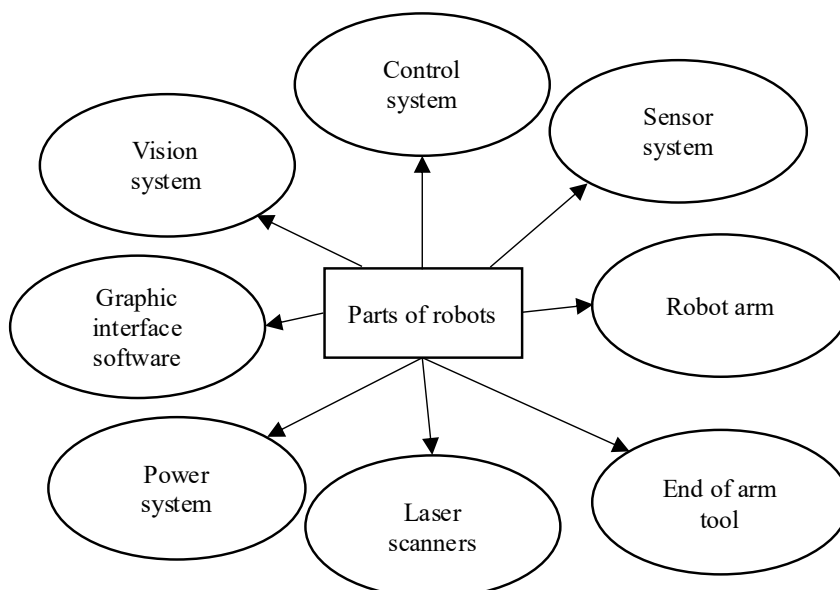 Control
system
Sensor
system
Vision
system
Graphic
interface
software
Parts of robots
Robot arm
Power
system
Laser
scanners
End of arm
tool